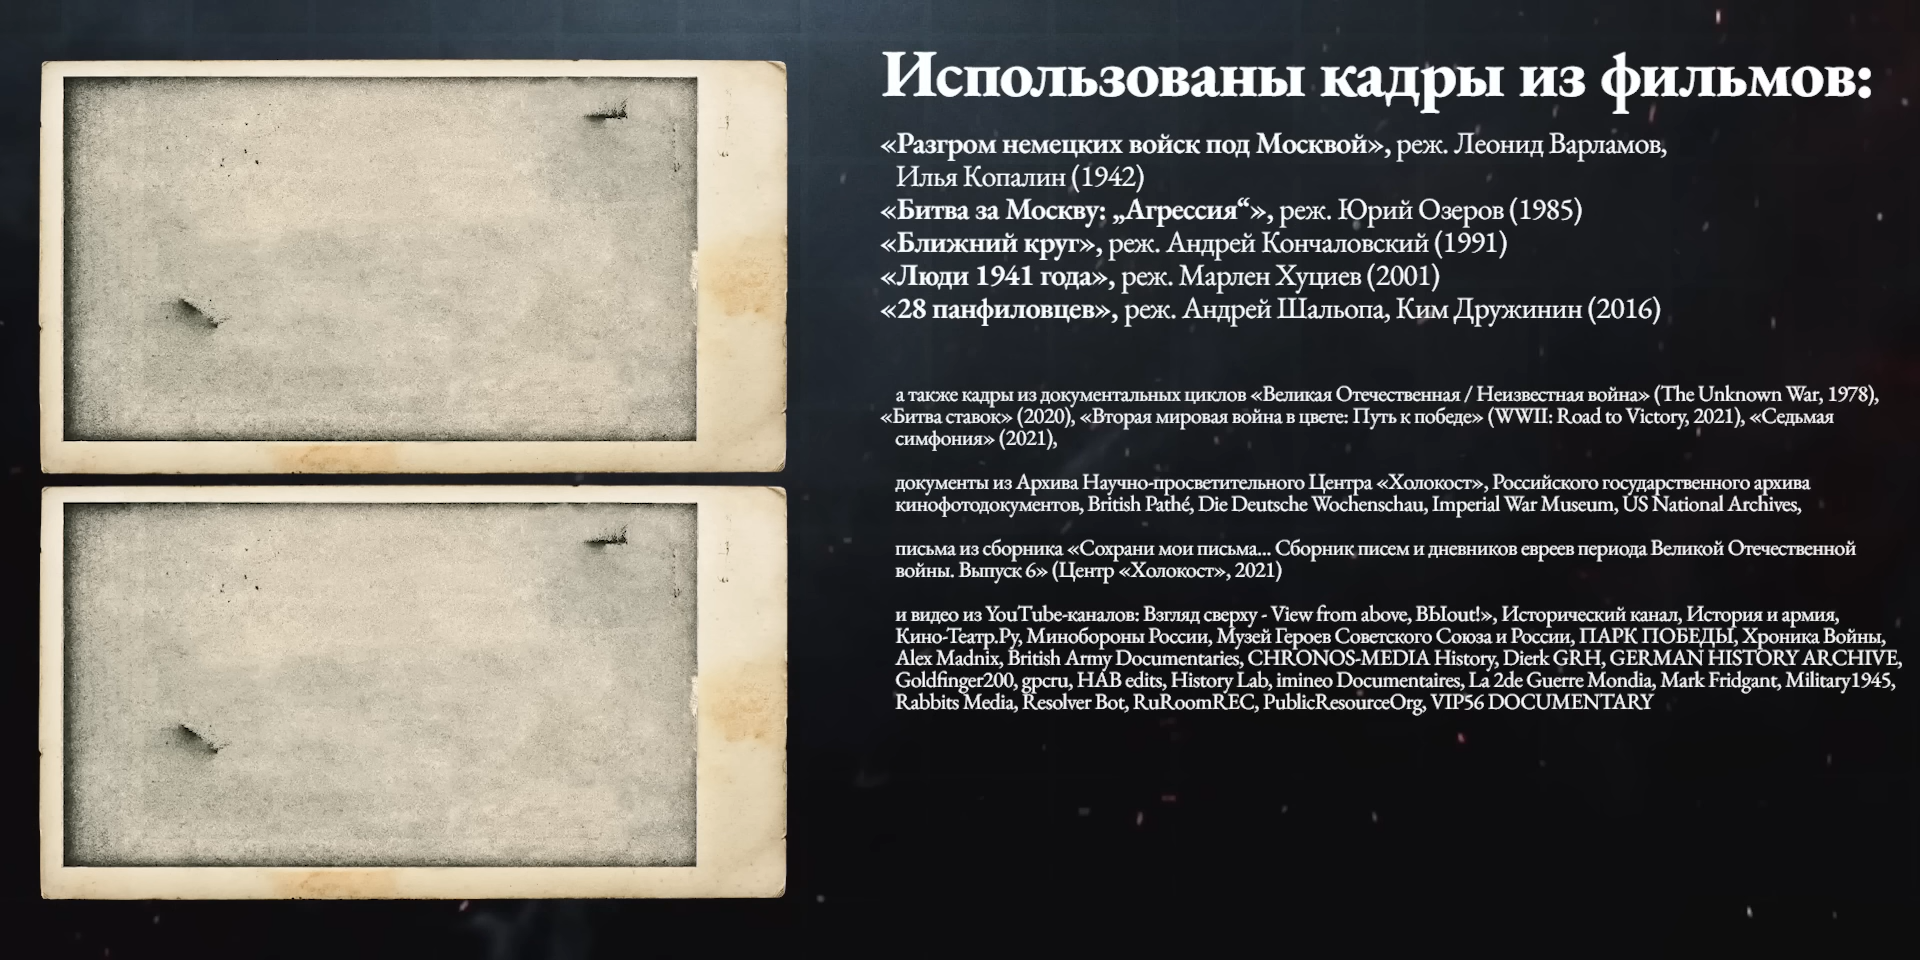 Использованы кадры из фильмов:
«Разгром немецких войск под Москвой», реж. Леонид Варламов,
Илья Копалин (1942)
«Битва за Москву: „Агрессия“», реж. Юрий Озеров (1985)
«Ближний круг», реж. Андрей Кончаловский (1991)
«Люди 1941 года», реж. Марлен Хуциев (2001)
«28 панфиловцев», реж. Андрей Шальопа, Ким Дружинин (2016)
а также кадры из документальных циклов «Великая Отечественная / Неизвестная война» (The Unknown War, 1978),
«Битва ставок» (2020), «Вторая мировая война в цвете: Путь к победе» (WWII: Road to Victory, 2021), «Седьмая
симфония» (2021),
документы из Архива Научно-просветительного Центра «Холокост», Российского государственного архива
кинофотодокументов, British Pathé, Die Deutsche Wochenschau, Imperial War Museum, US National Archives,
письма из сборника «Сохрани мои письма... Сборник писем и дневников евреев периода Великой Отечественной
войны. Выпуск 6» (Центр «Холокост», 2021)
и видео из YouTube-каналов: Взгляд сверху - View from above, ВЫout!», Исторический канал, История и армия,
Кино-Театр.Ру, Минобороны России, Музей Героев Советского Союза и России, ПАРК ПОБЕДЫ, Хроника Войны,
Alex Madnix, British Army Documentaries, CHRONOS-MEDIA History, Dierk GRH, GERMAN HISTORY ARCHIVE,
Goldfinger200, gpcru, HAB edits, History Lab, imineo Documentaires, La 2de Guerre Mondia, Mark Fridgant, Military1945,
Rabbits Media, Resolver Bot, RuRoomREC, PublicResourceOrg, VIP56 DOCUMENTARY